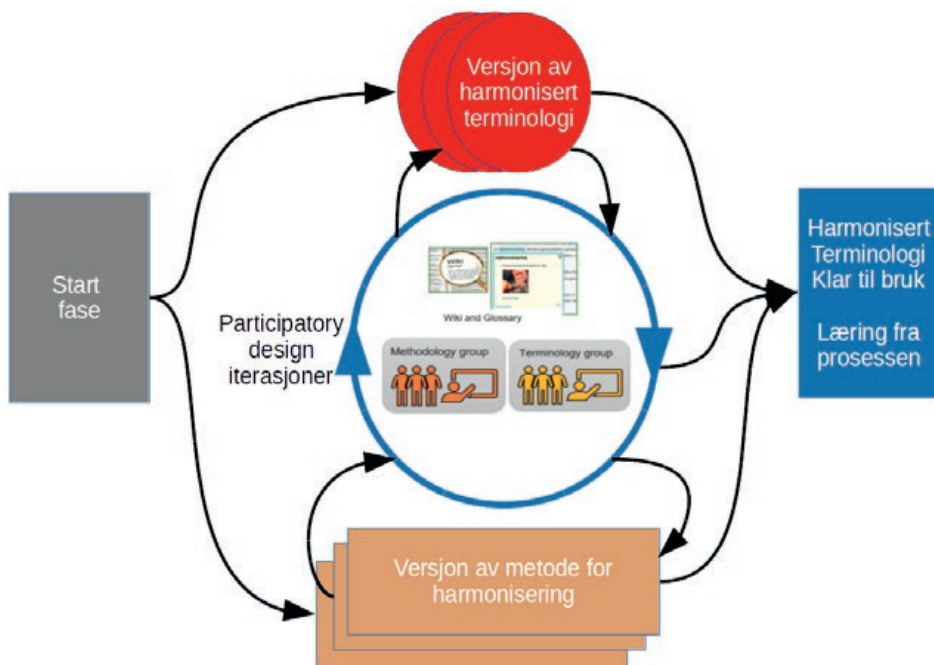 Versjon av
harmonisert
terminologi
Start
fase
Participatory
design
iterasjoner
Wiki and Glossary
Methodology group
Terminology group
Harmonisert
Terminologi
Klar til bruk
Læring fra
prosessen
Versjon av metode for
harmonisering